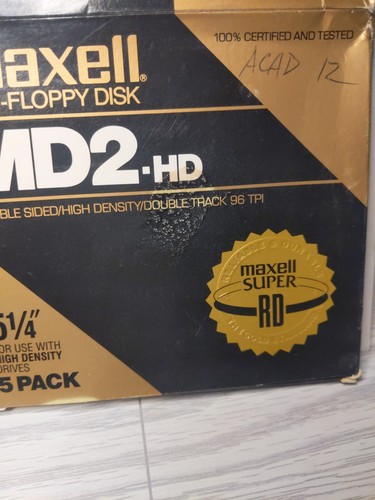 100% CERTIFIED AND TESTED
ACAD 12
axell®
-FLOPPY DISK
MD2-HD
BLE SIDED/HIGH DENSITY/DOUBLE TRACK 96 TPI
maxell
SUPER
RD
5¼"
OR USE WITH
HIGH DENSITY
DRIVES
5 PACK